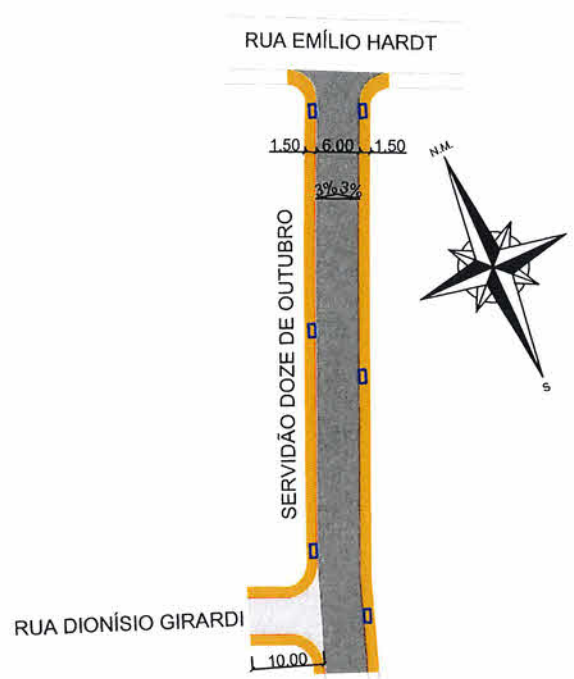 RUA EMÍLIO HARDT
1.50 6.00 1.50
N.M.
3% 3%
SERVIDÃO DOZE DE OUTUBRO
S
RUA DIONÍSIO GIRARDI
10.00